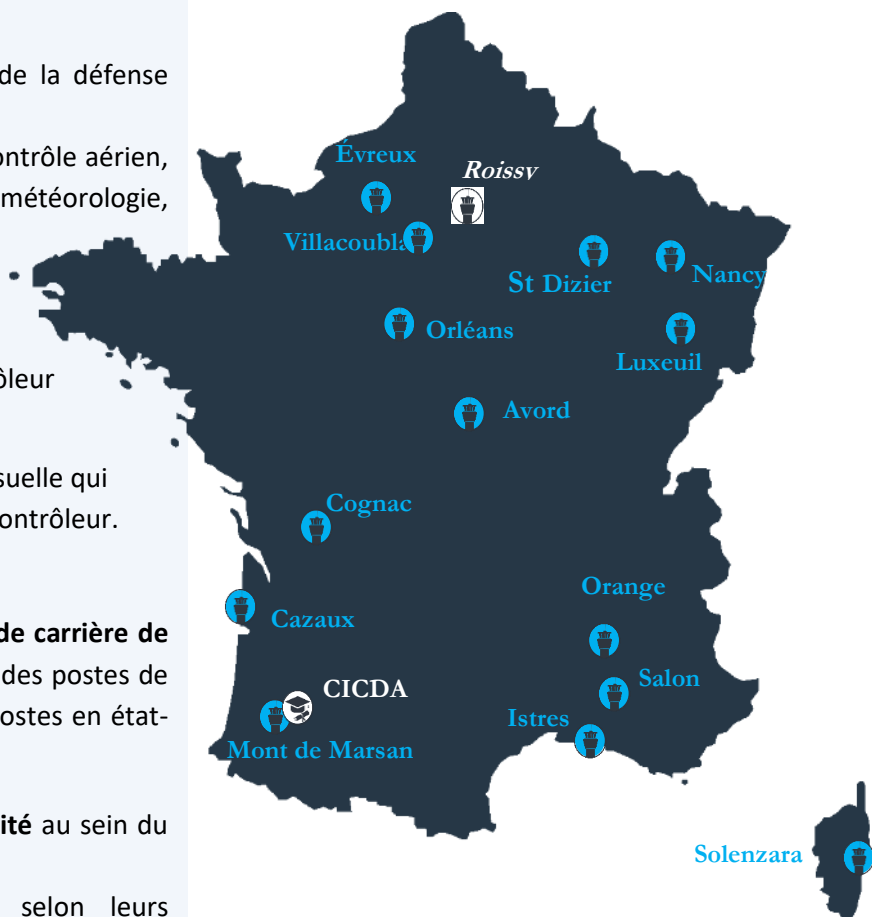 de la défense
ontrôle aérien,
météorologie,
ôleur
suelle qui
ontrôleur.
de carrière de
des postes de
ostes en état-
ité au sein du
selon leurs
Évreux
Roissy
Villacoubla
St Dizier
Nancy
Orléans
Luxeuil
Avord
Cognac
Orange
Cazaux
Salon
CICDA
Istres
Mont de Marsan
Solenzara